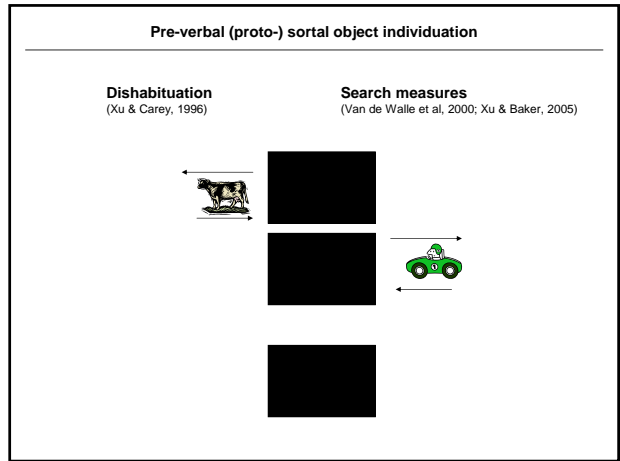 Pre-verbal (proto-) sortal object individuation
Dishabituation
(Xu & Carey, 1996)
Search measures
(Van de Walle et al, 2000; Xu & Baker, 2005)